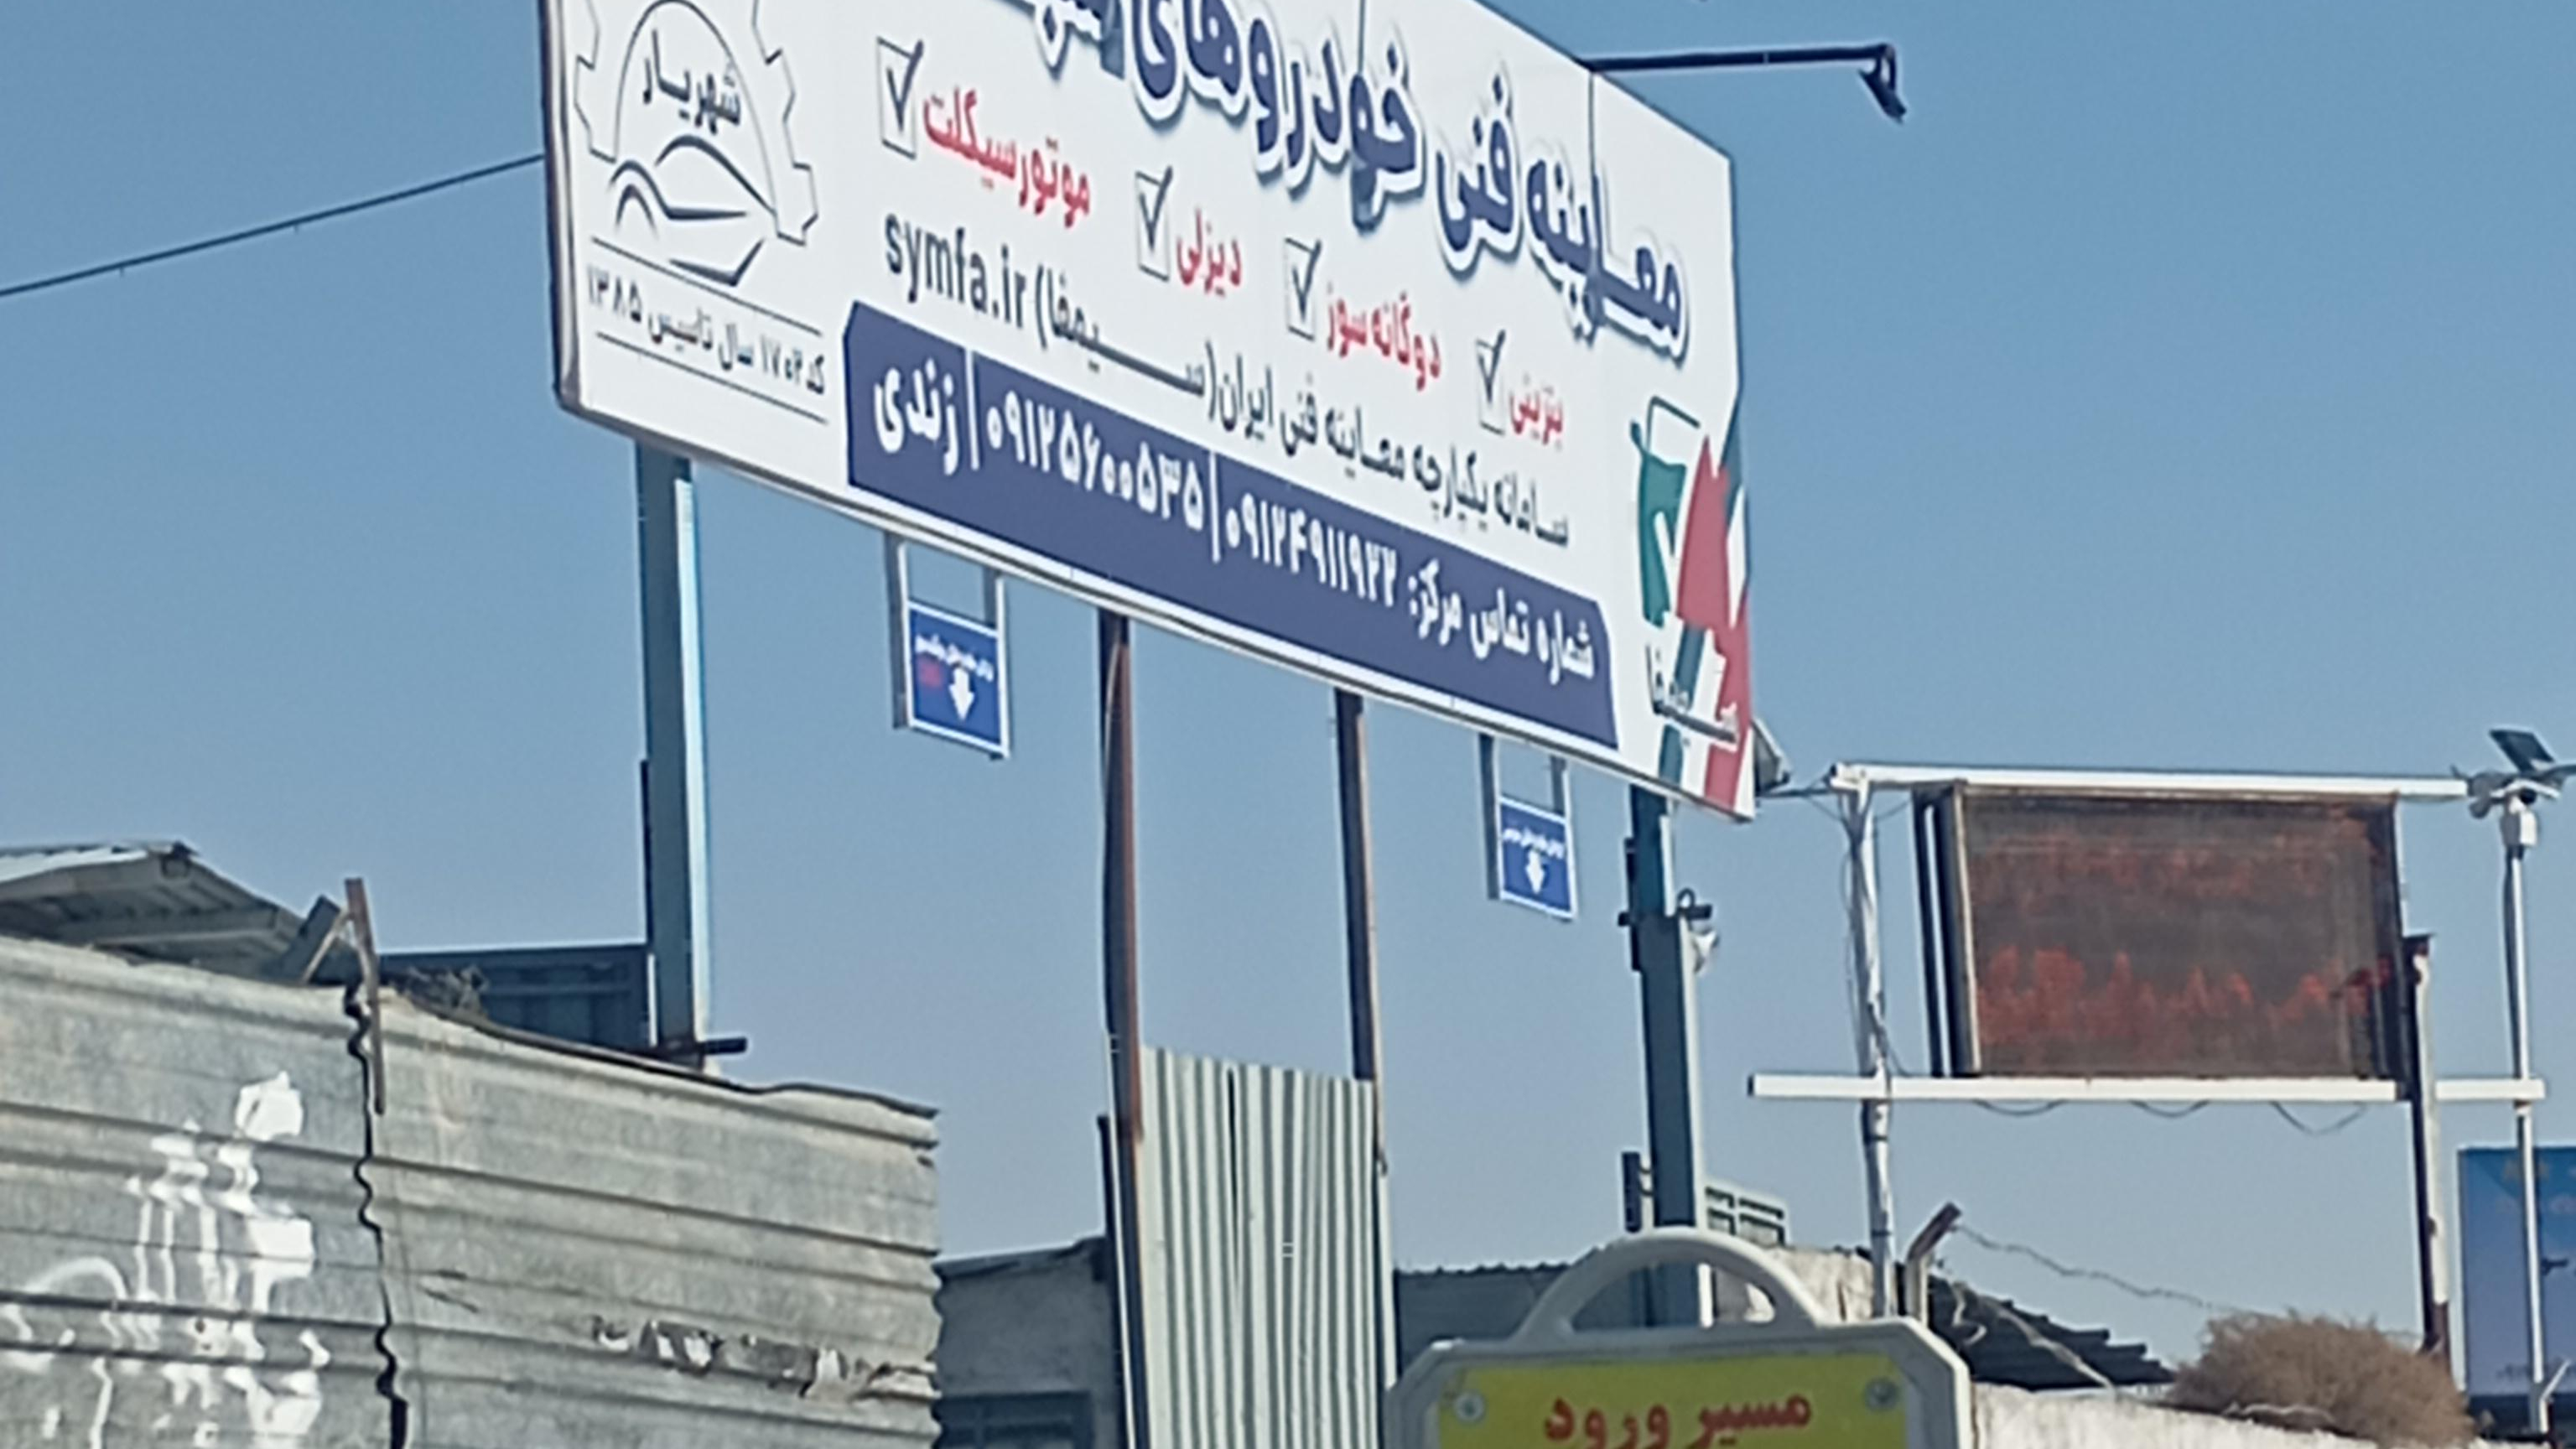 معاینه فنی خودروهای
بنزینی دوگانه سوز دیزلی موتورسیکلت
سامانه یکپارچه معاینه فنی ایران(سیمفا) symfa.ir
شماره تماس مرکز: ۰۹۱۲۴۹۱۱۹۲۲ | ۰۹۱۲۵۶۰۰۵۳۵ | زندی
سیمفا
شهریار
کد ۱۷۰۲ سال تاسیس ۱۳۸۵
مسیر ورود